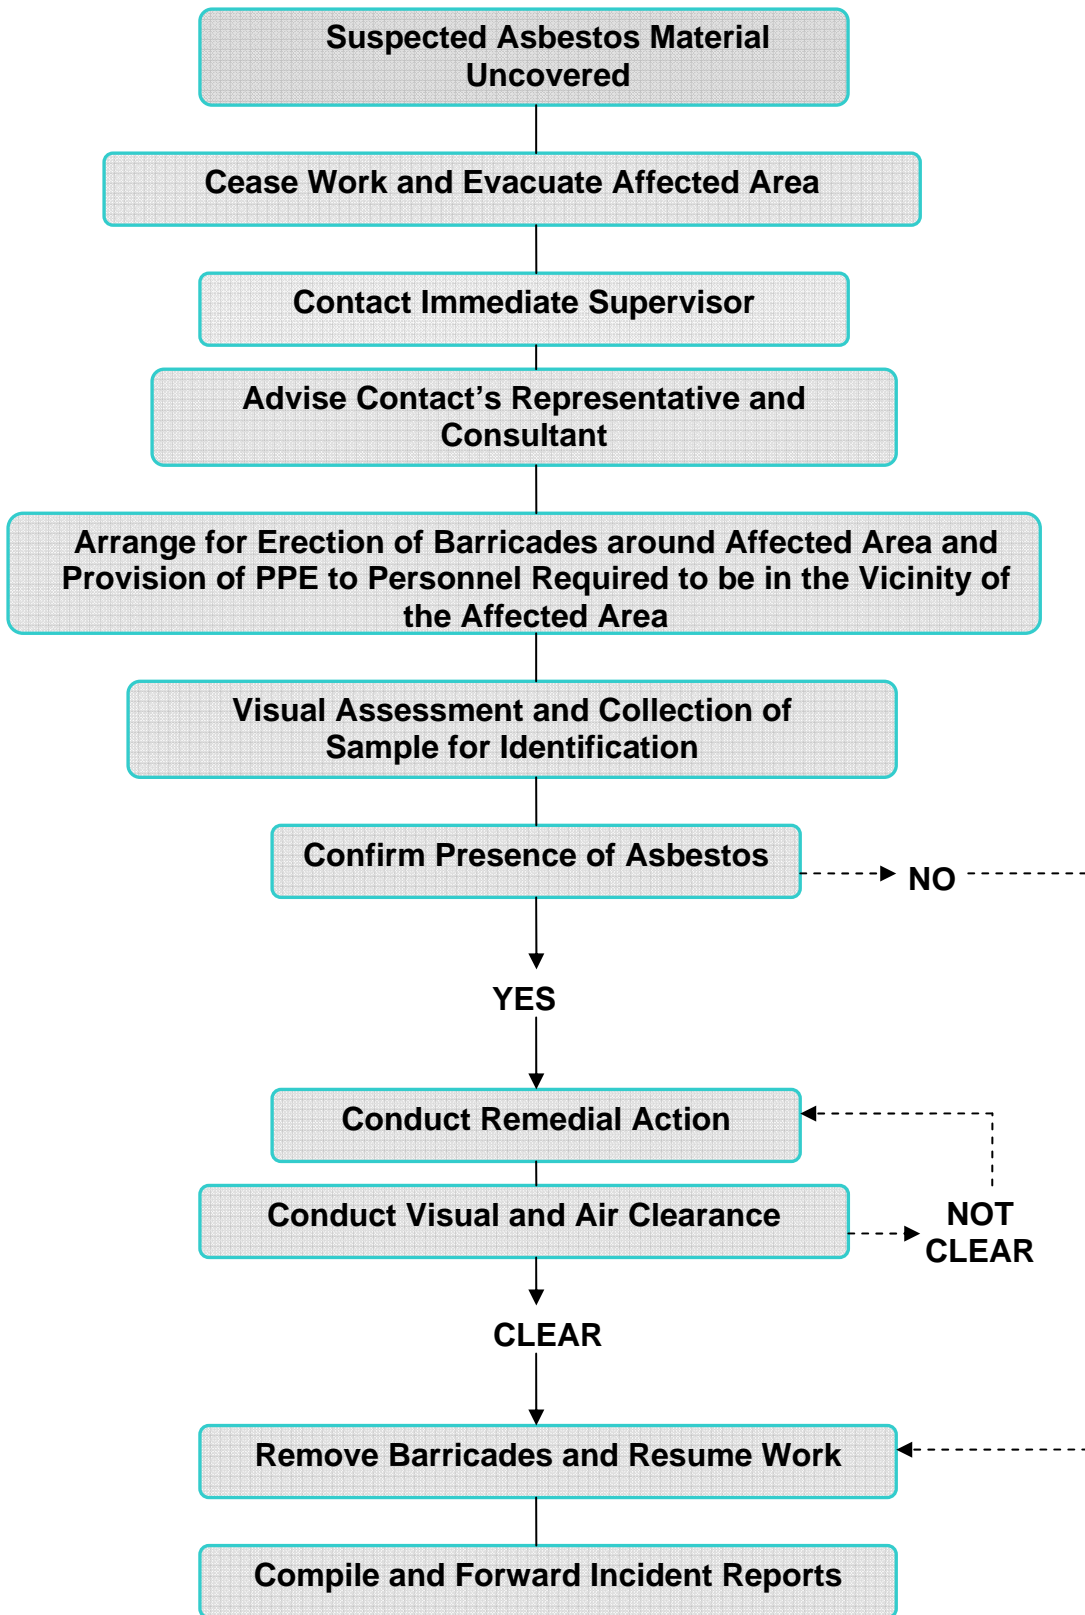 Suspected Asbestos Material
Uncovered
Cease Work and Evacuate Affected Area
Contact Immediate Supervisor
Advise Contact's Representative and
Consultant
Arrange for Erection of Barricades around Affected Area and
Provision of PPE to Personnel Required to be in the Vicinity of
the Affected Area
Visual Assessment and Collection of
Sample for Identification
Confirm Presence of Asbestos
NO
YES
Conduct Remedial Action
Conduct Visual and Air Clearance
NOT
CLEAR
CLEAR
Remove Barricades and Resume Work
Compile and Forward Incident Reports